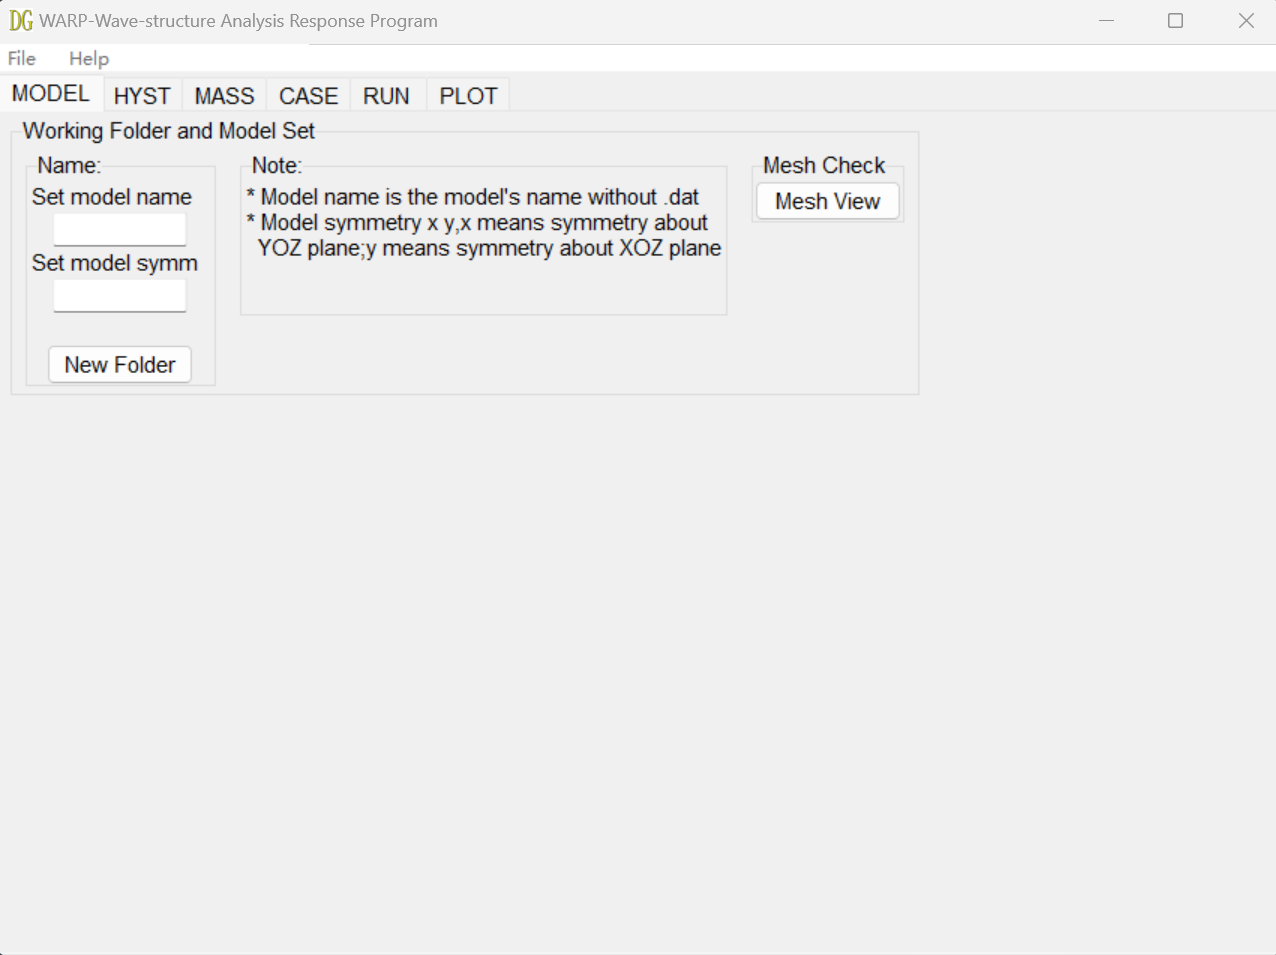 DG WARP-Wave-structure Analysis Response Program
File Help
MODEL HYST MASS CASE RUN PLOT
Working Folder and Model Set
Name:
Set model name
Set model symm
New Folder
Note:
* Model name is the model's name without .dat
* Model symmetry x y,x means symmetry about
YOZ plane;y means symmetry about XOZ plane
Mesh Check
Mesh View